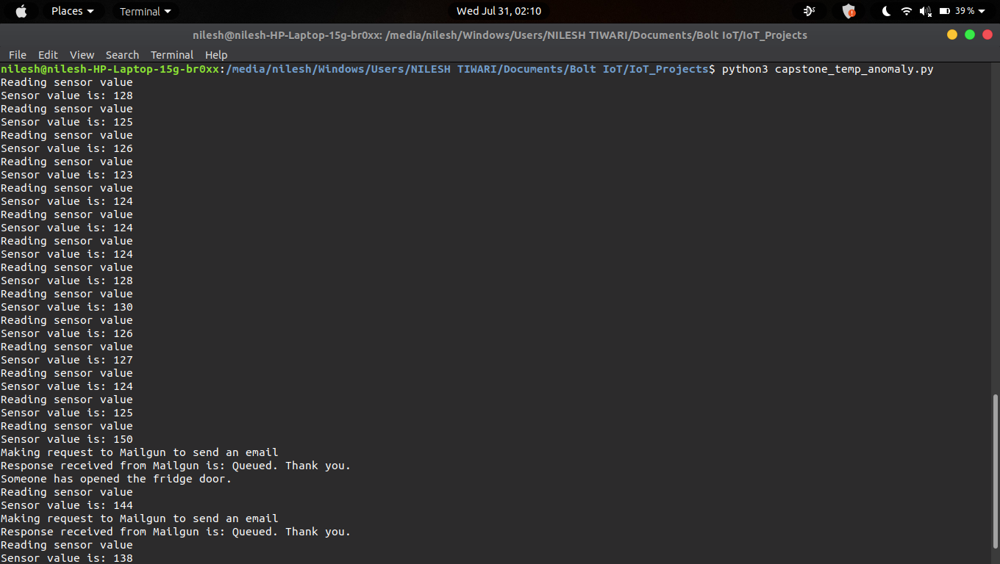 Places Terminal Wed Jul 31, 02:10 39 %
nilesh@nilesh-HP-Laptop-15g-br0xx: /media/nilesh/Windows/Users/NILESH TIWARI/Documents/Bolt IoT/IoT_Projects
File Edit View Search Terminal Help
nilesh@nilesh-HP-Laptop-15g-br0xx:/media/nilesh/Windows/Users/NILESH TIWARI/Documents/Bolt IoT/IoT_Projects$ python3 capstone_temp_anomaly.py
Reading sensor value
Sensor value is: 128
Reading sensor value
Sensor value is: 125
Reading sensor value
Sensor value is: 126
Reading sensor value
Sensor value is: 123
Reading sensor value
Sensor value is: 124
Reading sensor value
Sensor value is: 124
Reading sensor value
Sensor value is: 124
Reading sensor value
Sensor value is: 128
Reading sensor value
Sensor value is: 130
Reading sensor value
Sensor value is: 126
Reading sensor value
Sensor value is: 127
Reading sensor value
Sensor value is: 124
Reading sensor value
Sensor value is: 125
Reading sensor value
Sensor value is: 150
Making request to Mailgun to send an email
Response received from Mailgun is: Queued. Thank you.
Someone has opened the fridge door.
Reading sensor value
Sensor value is: 144
Making request to Mailgun to send an email
Response received from Mailgun is: Queued. Thank you.
Reading sensor value
Sensor value is: 138